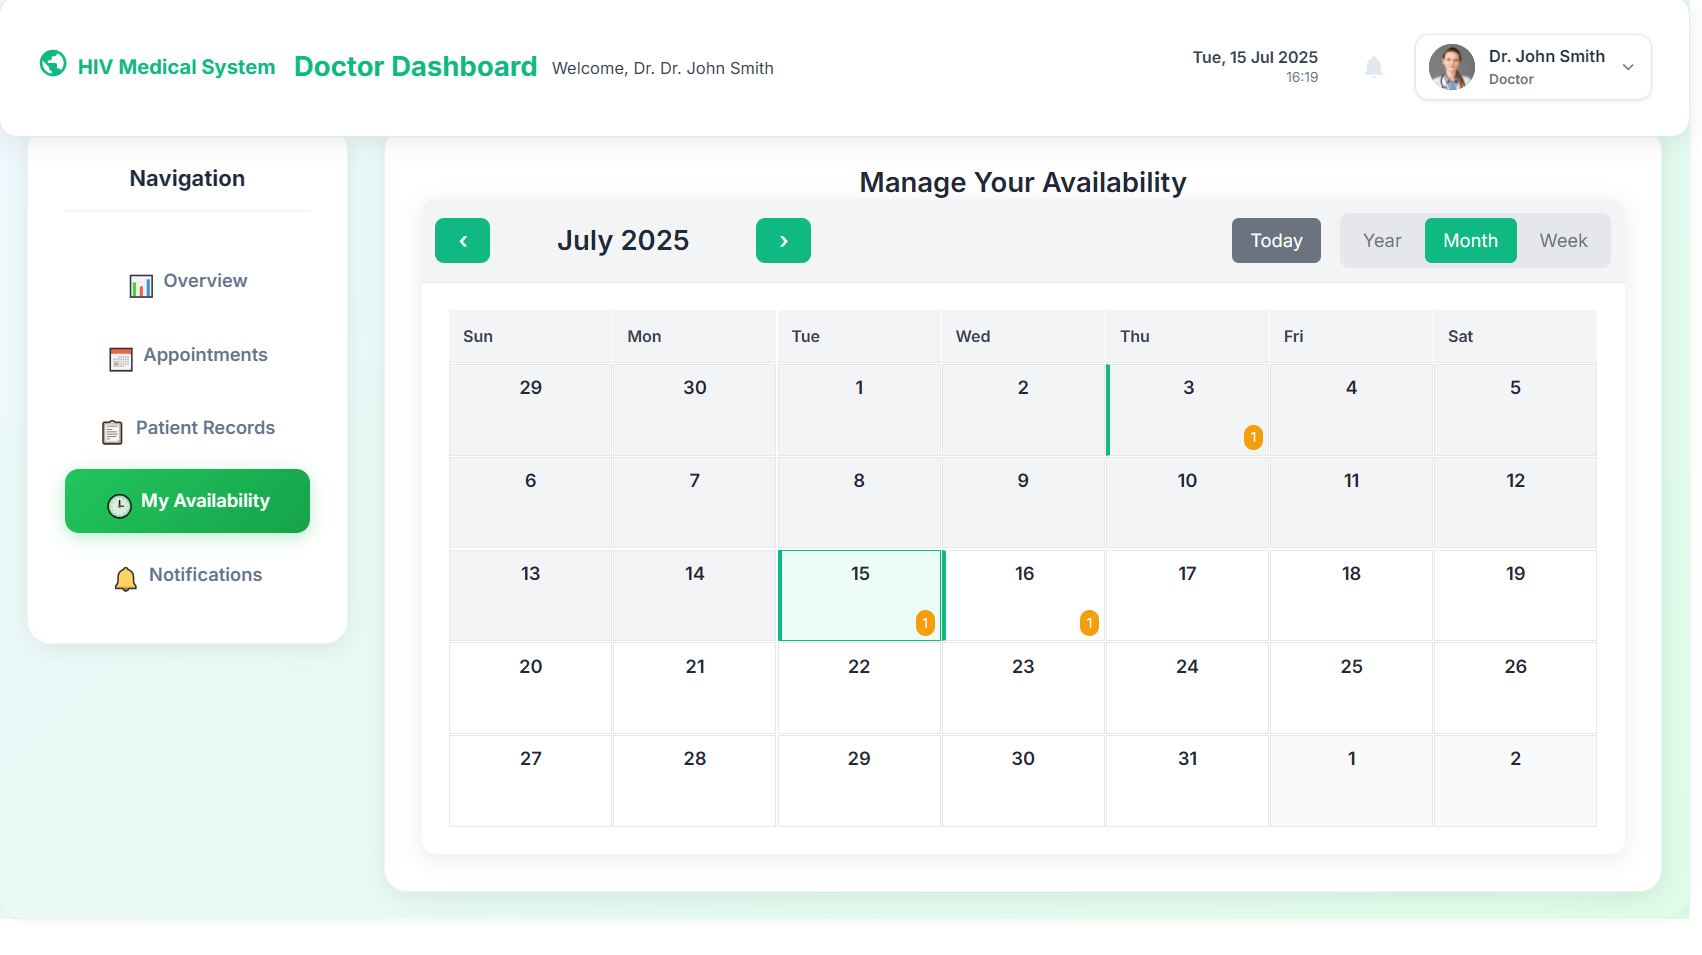 HIV Medical System
Doctor Dashboard
Welcome, Dr. Dr. John Smith
Tue, 15 Jul 2025
16:19
Dr. John Smith
Doctor
Navigation
Overview
Appointments
Patient Records
My Availability
Notifications
Manage Your Availability
‹ July 2025 ›
Today Year Month Week
Sun Mon Tue Wed Thu Fri Sat
29 30 1 2 3 4 5
1
6 7 8 9 10 11 12
13 14 15 16 17 18 19
1 1
20 21 22 23 24 25 26
27 28 29 30 31 1 2